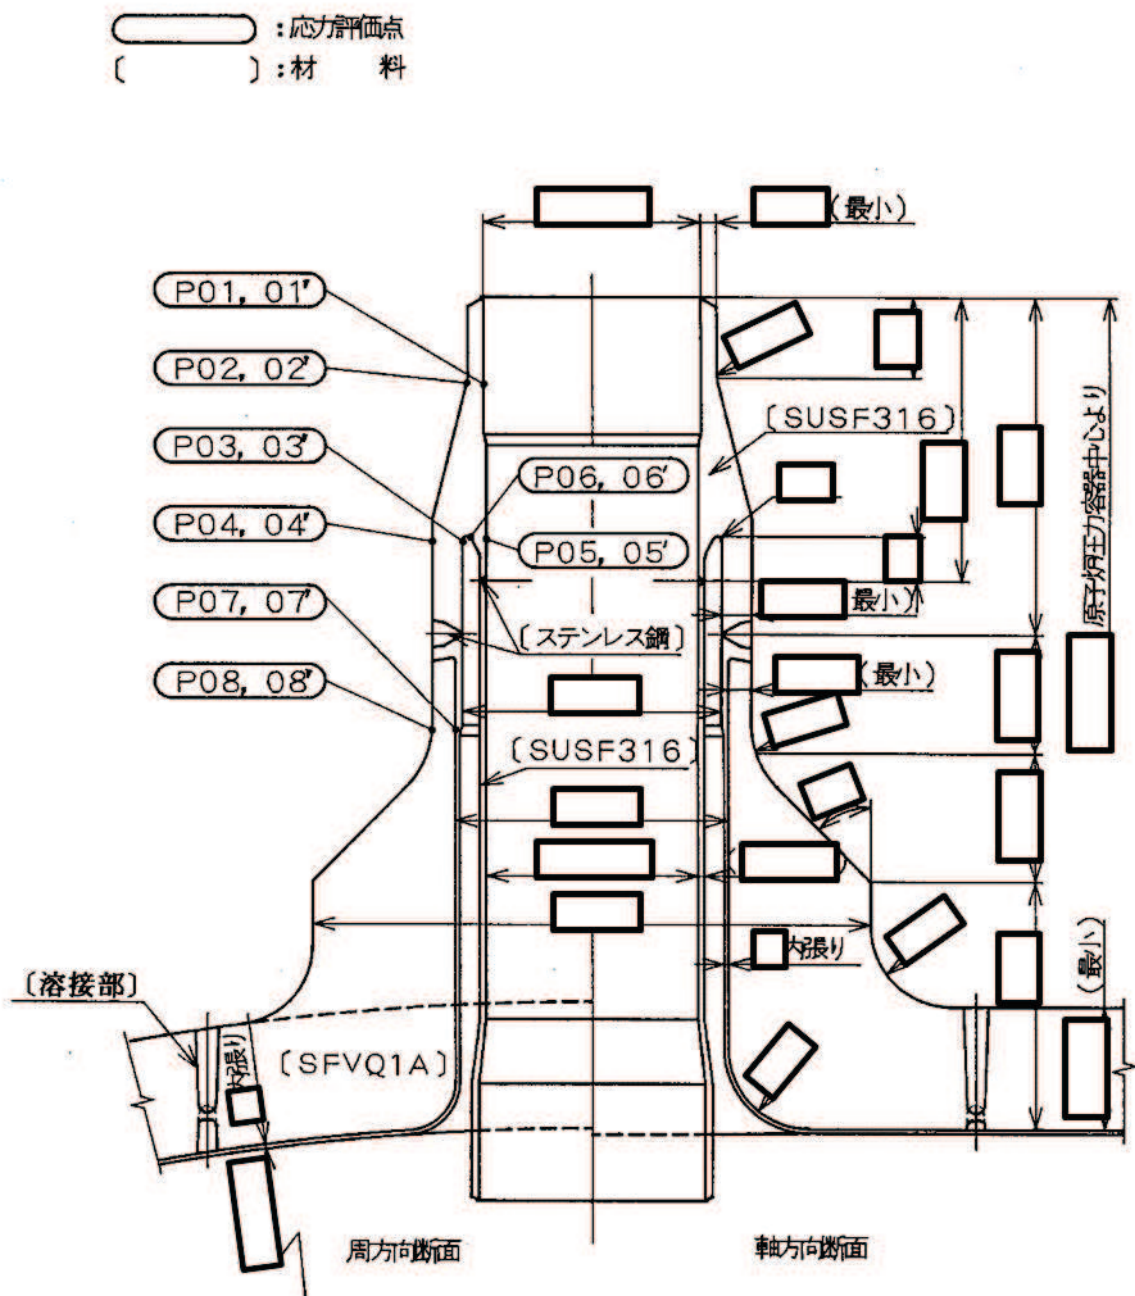 ：応力評価点
〔　　　〕：材　料
（最小）
P01，01′
P02，02′
〔SUSF316〕
P03，03′
P06，06′
P04，04′
P05，05′
原子炉圧力容器中心より
P07，07′
最小）
〔ステンレス鋼〕
（最小）
P08，08′
〔SUSF316〕
内張り
（最小）
〔溶接部〕
内張り
〔SFVQ1A〕
周方向断面
軸方向断面